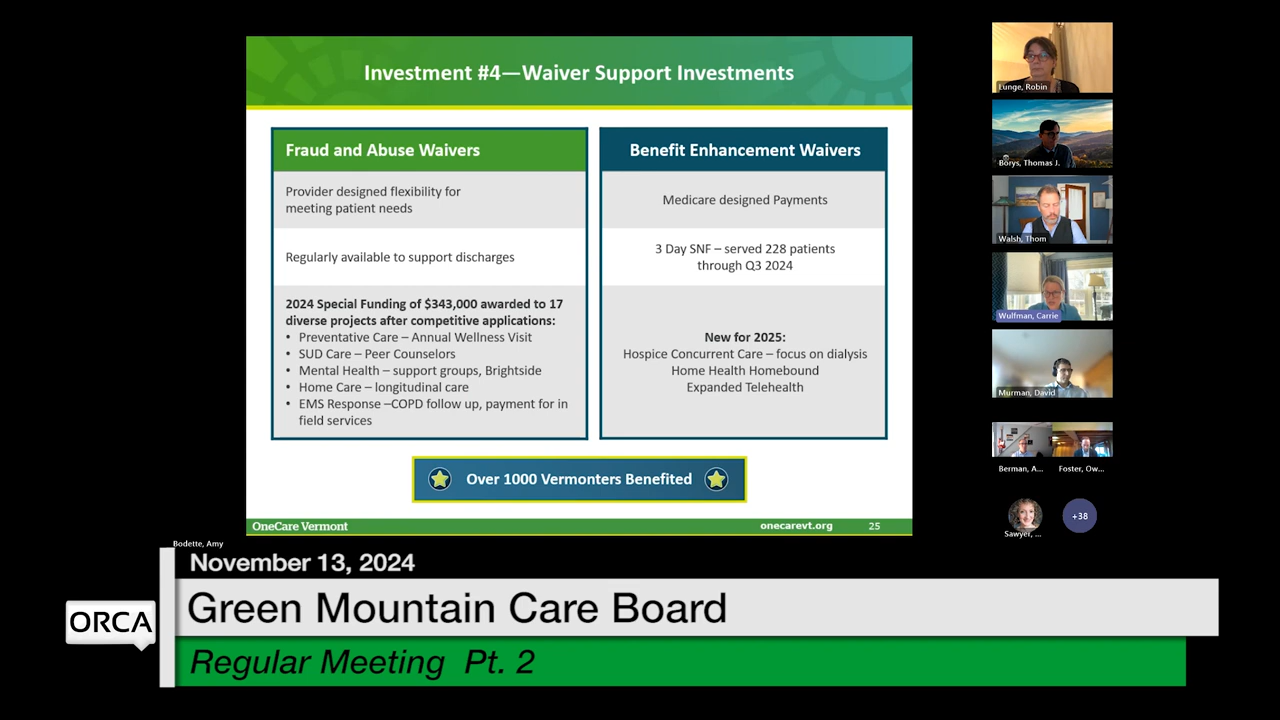 Investment #4—Waiver Support Investments
Fraud and Abuse Waivers
Provider designed flexibility for
meeting patient needs
Regularly available to support discharges
2024 Special Funding of $343,000 awarded to 17
diverse projects after competitive applications:
• Preventative Care – Annual Wellness Visit
• SUD Care – Peer Counselors
• Mental Health – support groups, Brightside
• Home Care – longitudinal care
• EMS Response –COPD follow up, payment for in
field services
Benefit Enhancement Waivers
Medicare designed Payments
3 Day SNF – served 228 patients
through Q3 2024
New for 2025:
Hospice Concurrent Care – focus on dialysis
Home Health Homebound
Expanded Telehealth
Over 1000 Vermonters Benefited
OneCare Vermont
onecarevt.org
25
Lunge, Robin
Borys, Thomas J.
Walsh, Thom
Wulfman, Carrie
Murman, David
Berman, A...
Foster, Ow...
Sawyer, ...
+38
Bodette, Amy
November 13, 2024
ORCA
Green Mountain Care Board
Regular Meeting Pt. 2